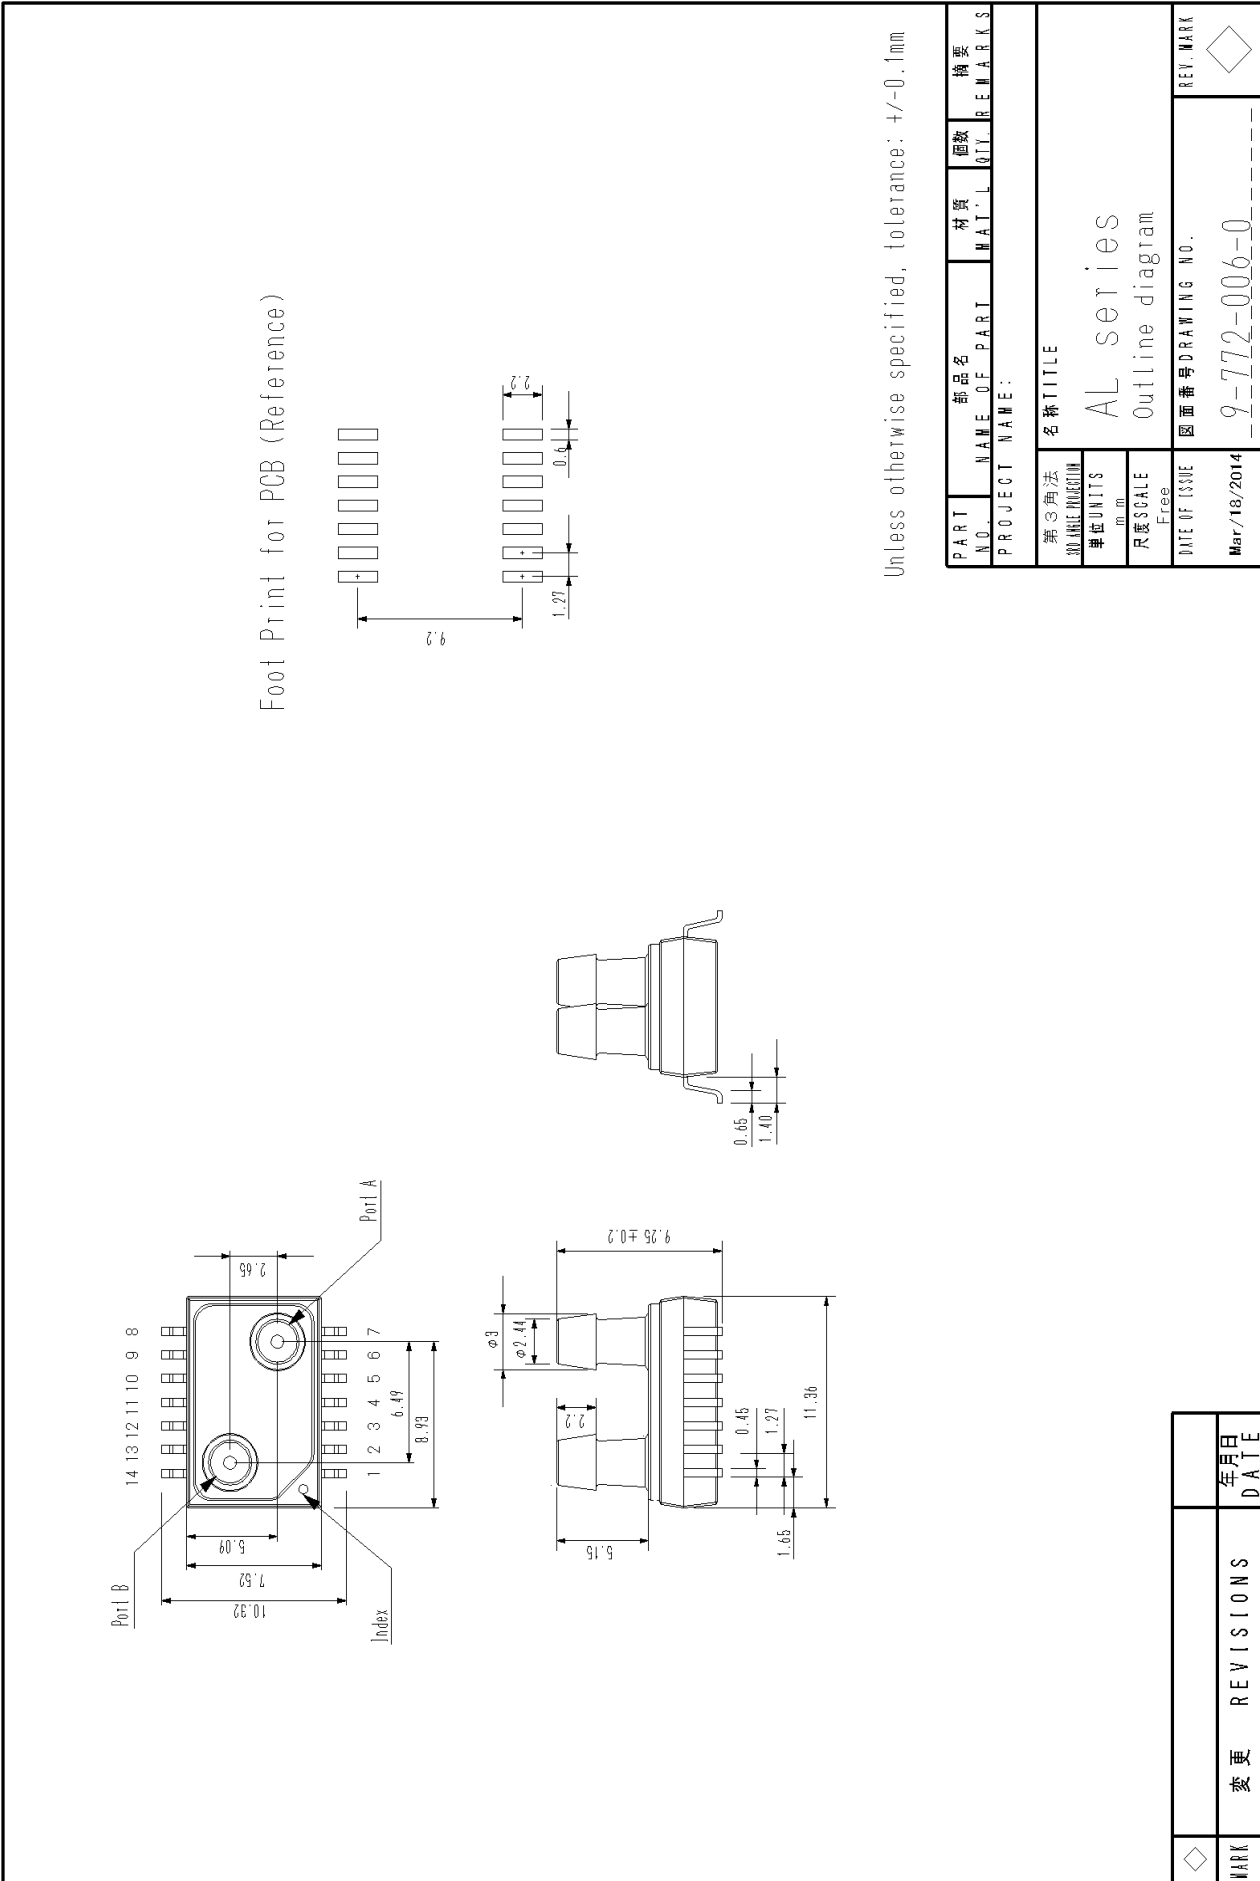 Foot Print for PCB (Reference)
2.2
0.6
1.27
9.2
Port B
Port A
Index
14 13 12 11 10 9 8
1 2 3 4 5 6 7
2.65
6.49
8.93
5.09
7.52
10.32
φ3
φ2.44
9.25±0.2
2.2
5.15
0.45
1.27
1.65
11.36
0.65
1.40
Unless otherwise specified, tolerance: +/-0.1mm
PART NO.
部品名
NAME OF PART
材質
MAT'L
個数
QTY.
摘要
REMARKS
PROJECT NAME:
第3角法
3RD ANGLE PROJECTION
単位UNITS
mm
尺度SCALE
Free
名称TITLE
AL series
Outline diagram
DATE OF ISSUE
Mar/18/2014
図面番号DRAWING NO.
9-772-006-0
REV. MARK
MARK
変更 REVISIONS
年月日
DATE